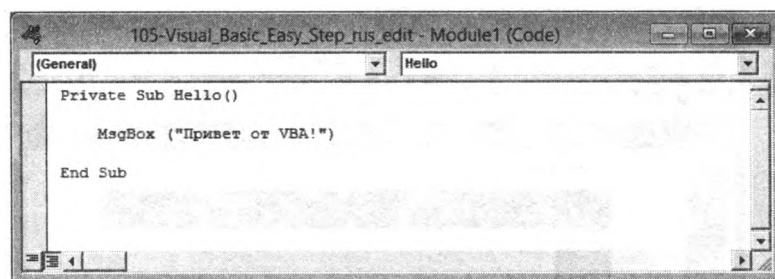 105-Visual_Basic_Easy_Step_rus_edit - Module1 (Code)
(General) Hello
Private Sub Hello()
MsgBox ("Привет от VBA!")
End Sub